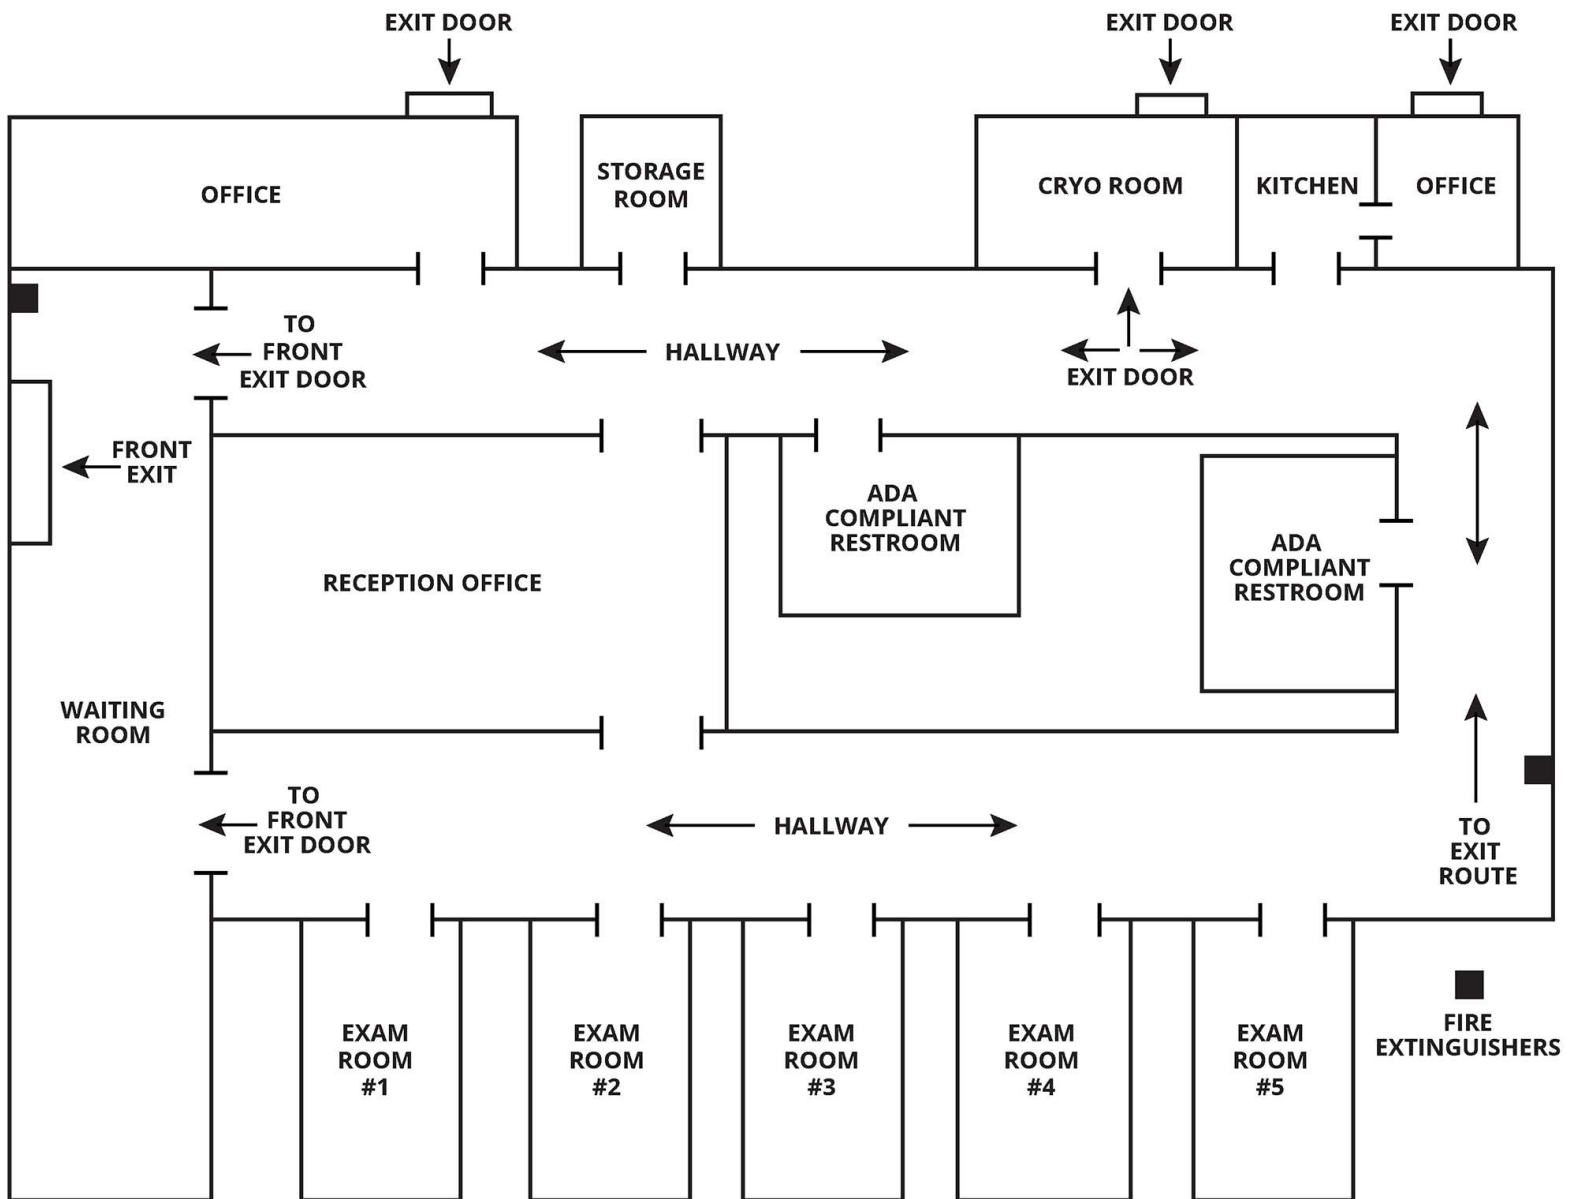 EXIT DOOR
EXIT DOOR
EXIT DOOR
OFFICE
STORAGE
ROOM
CRYO ROOM
KITCHEN
OFFICE
TO
FRONT
EXIT DOOR
HALLWAY
EXIT DOOR
FRONT
EXIT
ADA
COMPLIANT
RESTROOM
ADA
COMPLIANT
RESTROOM
RECEPTION OFFICE
WAITING
ROOM
TO
FRONT
EXIT DOOR
HALLWAY
TO
EXIT
ROUTE
EXAM
ROOM
#1
EXAM
ROOM
#2
EXAM
ROOM
#3
EXAM
ROOM
#4
EXAM
ROOM
#5
FIRE
EXTINGUISHERS